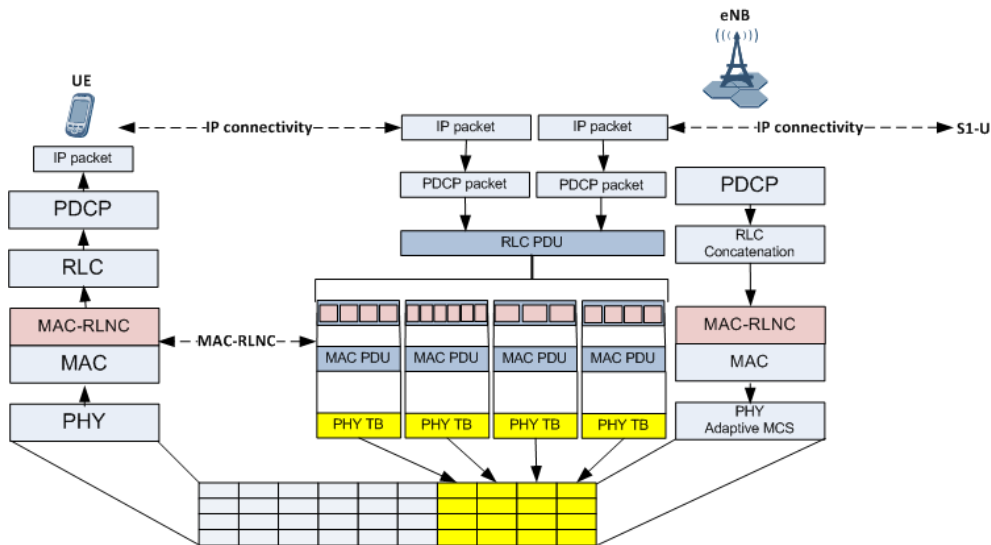 eNB
UE
IP connectivity
IP packet
IP packet
IP connectivity
S1-U
IP packet
PDCP packet
PDCP packet
PDCP
PDCP
RLC PDU
RLC
Concatenation
RLC
MAC-RLNC
MAC-RLNC
MAC-RLNC
MAC
MAC PDU
MAC PDU
MAC PDU
MAC PDU
MAC
PHY
PHY TB
PHY TB
PHY TB
PHY TB
PHY
Adaptive MCS